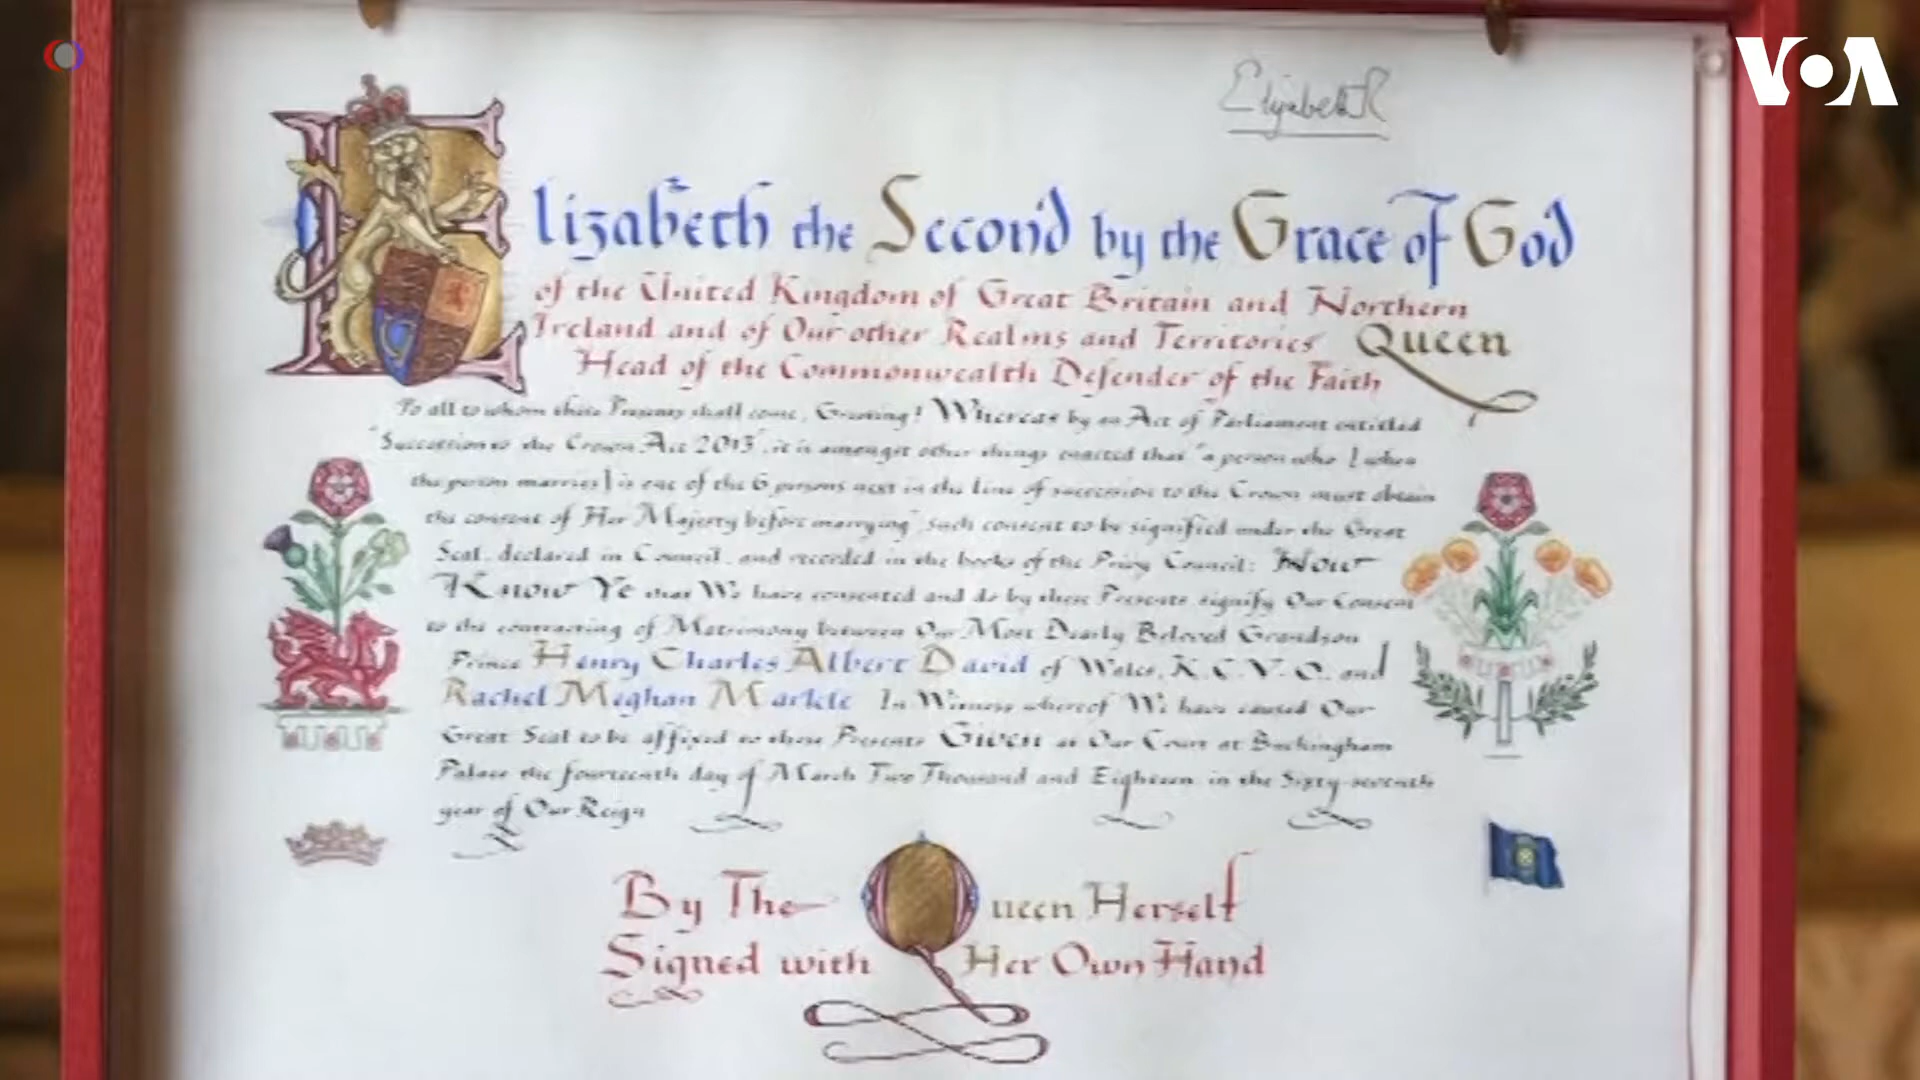 VOA
ElizabethR
Elizabeth the Second by the Grace of God
of the United Kingdom of Great Britain and Northern
Ireland and of Our other Realms and Territories Queen
Head of the Commonwealth Defender of the Faith
To all to whom these Presents shall come, Greeting! Whereas by an Act of Parliament entitled
"Succession to the Crown Act 2013", it is amongst other things enacted that "a person who [when
the person marries] is one of the 6 persons next in the line of succession to the Crown must obtain
the consent of Her Majesty before marrying", such consent to be signified under the Great
Seal, declared in Council, and recorded in the books of the Privy Council: Now
Know Ye that We have consented and do by these Presents signify Our Consent
to the contracting of Matrimony between Our Most Dearly Beloved Grandson
Prince Henry Charles Albert David of Wales, K.C.V.O., and
Rachel Meghan Markle In Witness whereof We have caused Our
Great Seal to be affixed to these Presents Given at Our Court at Buckingham
Palace the fourteenth day of March Two Thousand and Eighteen in the Sixty-seventh
year of Our Reign
By The Queen Herself
Signed with Her Own Hand